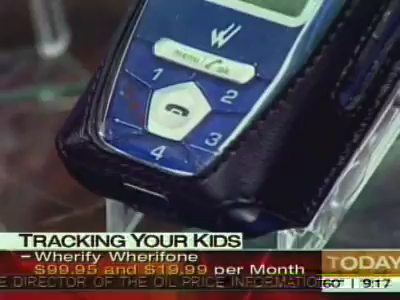 menu / ok
1
2
3
4
TRACKING YOUR KIDS
– Wherify Wherifone
$99.95 and $19.99 per Month
TODAY
E DIRECTOR OF THE OIL PRICE INFORMATIO
60° | 9:17